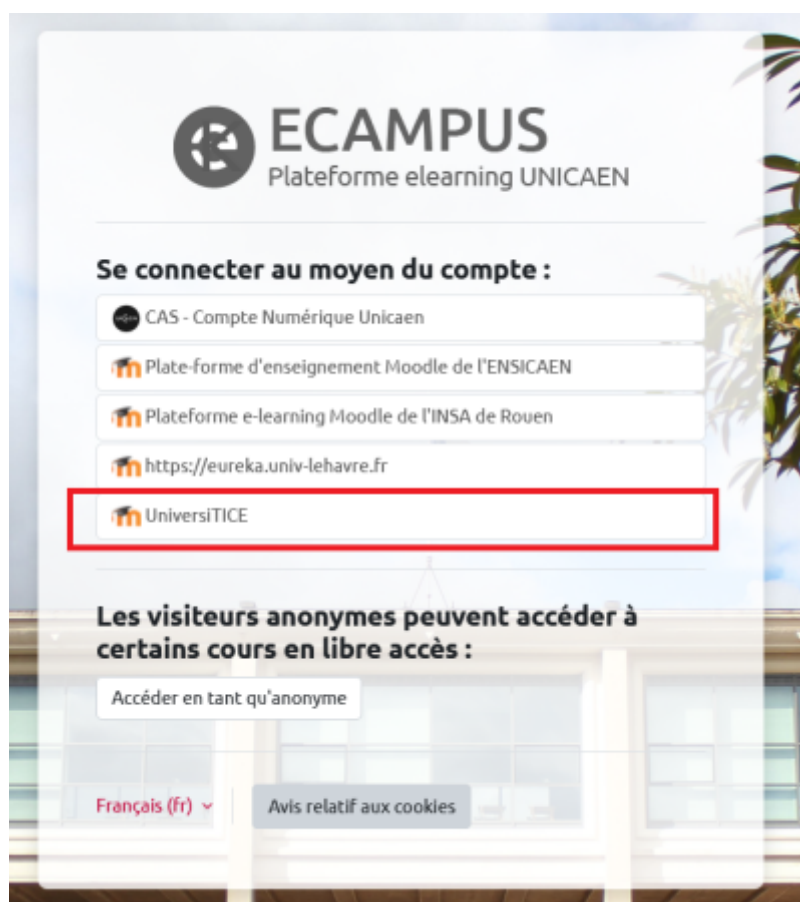 ECAMPUS
Plateforme elearning UNICAEN
Se connecter au moyen du compte :
CAS - Compte Numérique Unicaen
Plate-forme d'enseignement Moodle de l'ENSICAEN
Plateforme e-learning Moodle de l'INSA de Rouen
https://eureka.univ-lehavre.fr
UniversiTICE
Les visiteurs anonymes peuvent accéder à
certains cours en libre accès :
Accéder en tant qu'anonyme
Français (fr)
Avis relatif aux cookies